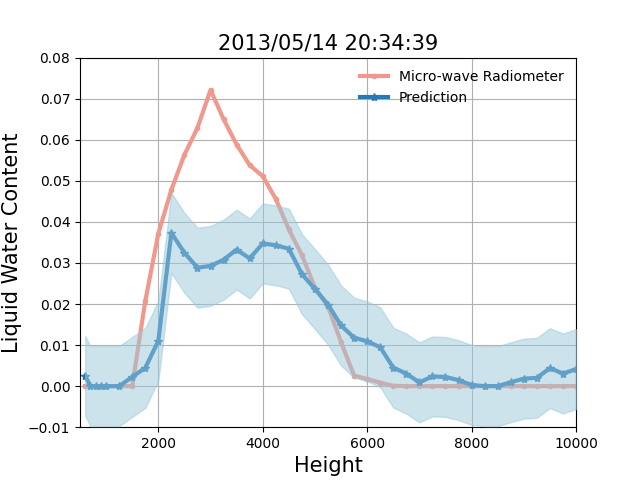 2013/05/14 20:34:39
Micro-wave Radiometer
Prediction
Liquid Water Content
0.08
0.07
0.06
0.05
0.04
0.03
0.02
0.01
0.00
−0.01
2000 4000 6000 8000 10000
Height